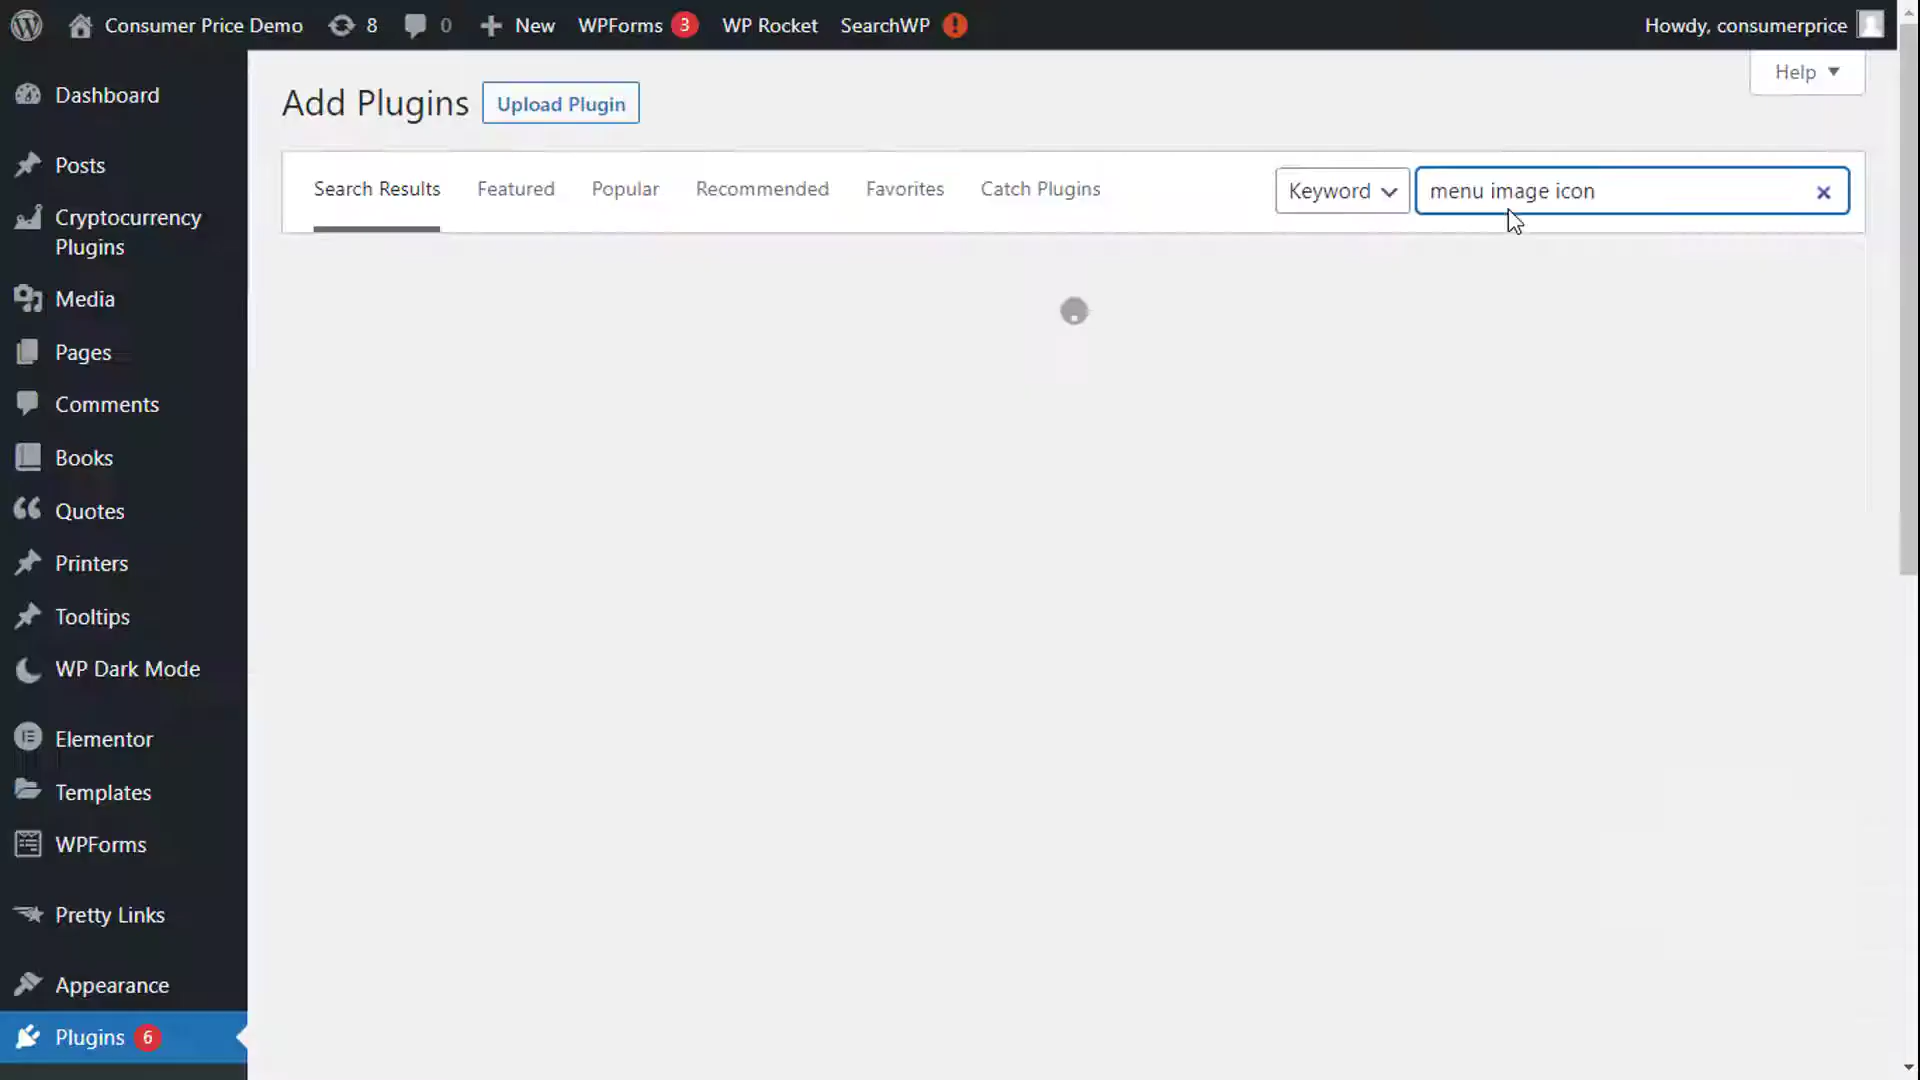 Consumer Price Demo 8 0 New WPForms 3 WP Rocket SearchWP ! Howdy, consumerprice
Help
Dashboard
Add Plugins Upload Plugin
Posts
Search Results Featured Popular Recommended Favorites Catch Plugins Keyword menu image icon
Cryptocurrency
Plugins
Media
Pages
Comments
Books
Quotes
Printers
Tooltips
WP Dark Mode
Elementor
Templates
WPForms
Pretty Links
Appearance
Plugins 6